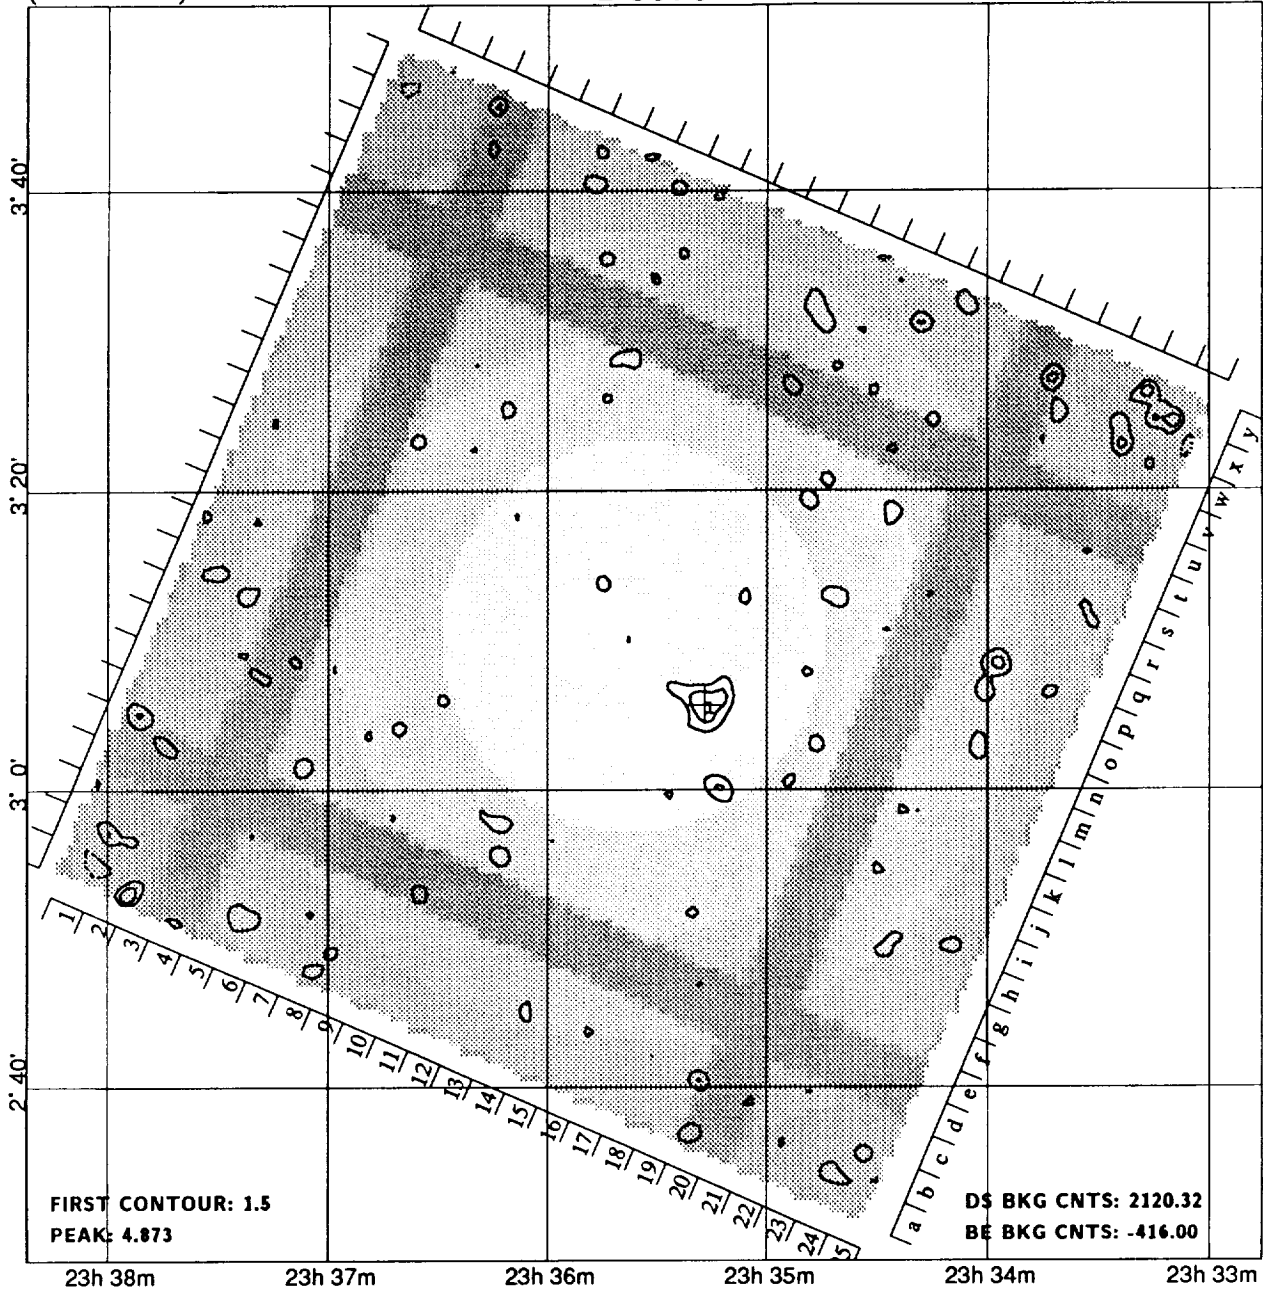 3° 40'
3° 20'
3° 0'
2° 40'
1 2 3 4 5 6 7 8 9 10 11 12 13 14 15 16 17 18 19 20 21 22 23 24 25
a b c d e f g h i j k l m n o p q r s t u v w x y
FIRST CONTOUR: 1.5
PEAK: 4.873
DS BKG CNTS: 2120.32
BE BKG CNTS: -416.00
23h 38m 23h 37m 23h 36m 23h 35m 23h 34m 23h 33m